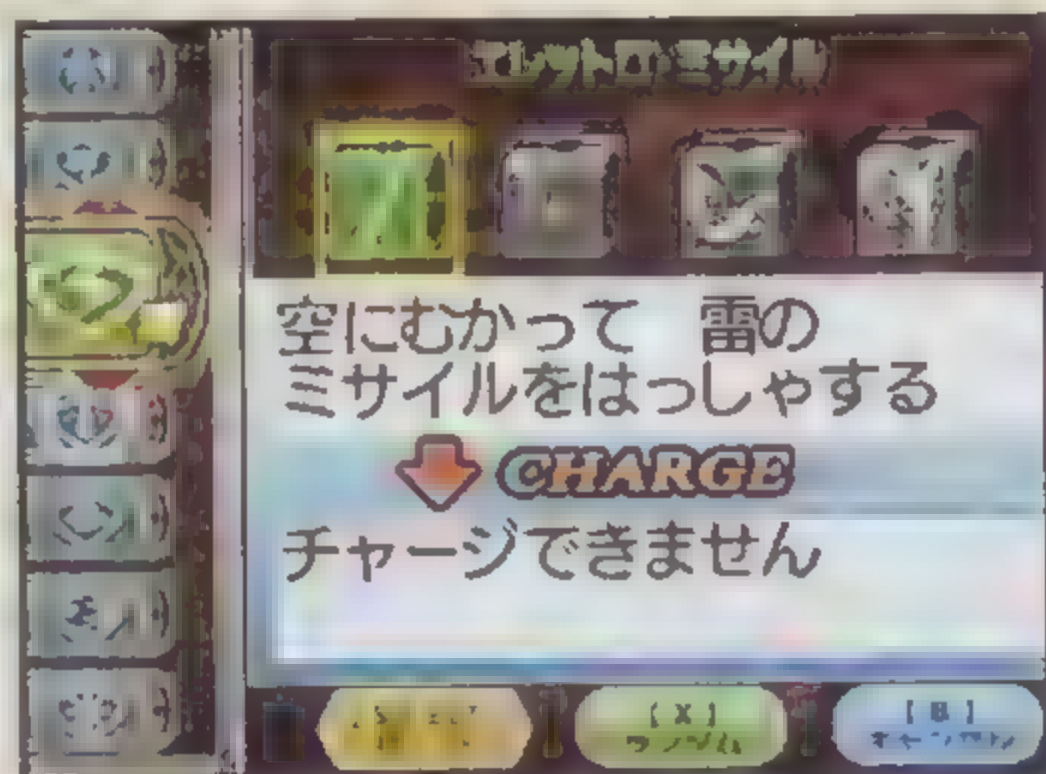 エレクトロミサイル
空にむかって　雷の
ミサイルをはっしゃする
CHARGE
チャージできません
[X]
[B]